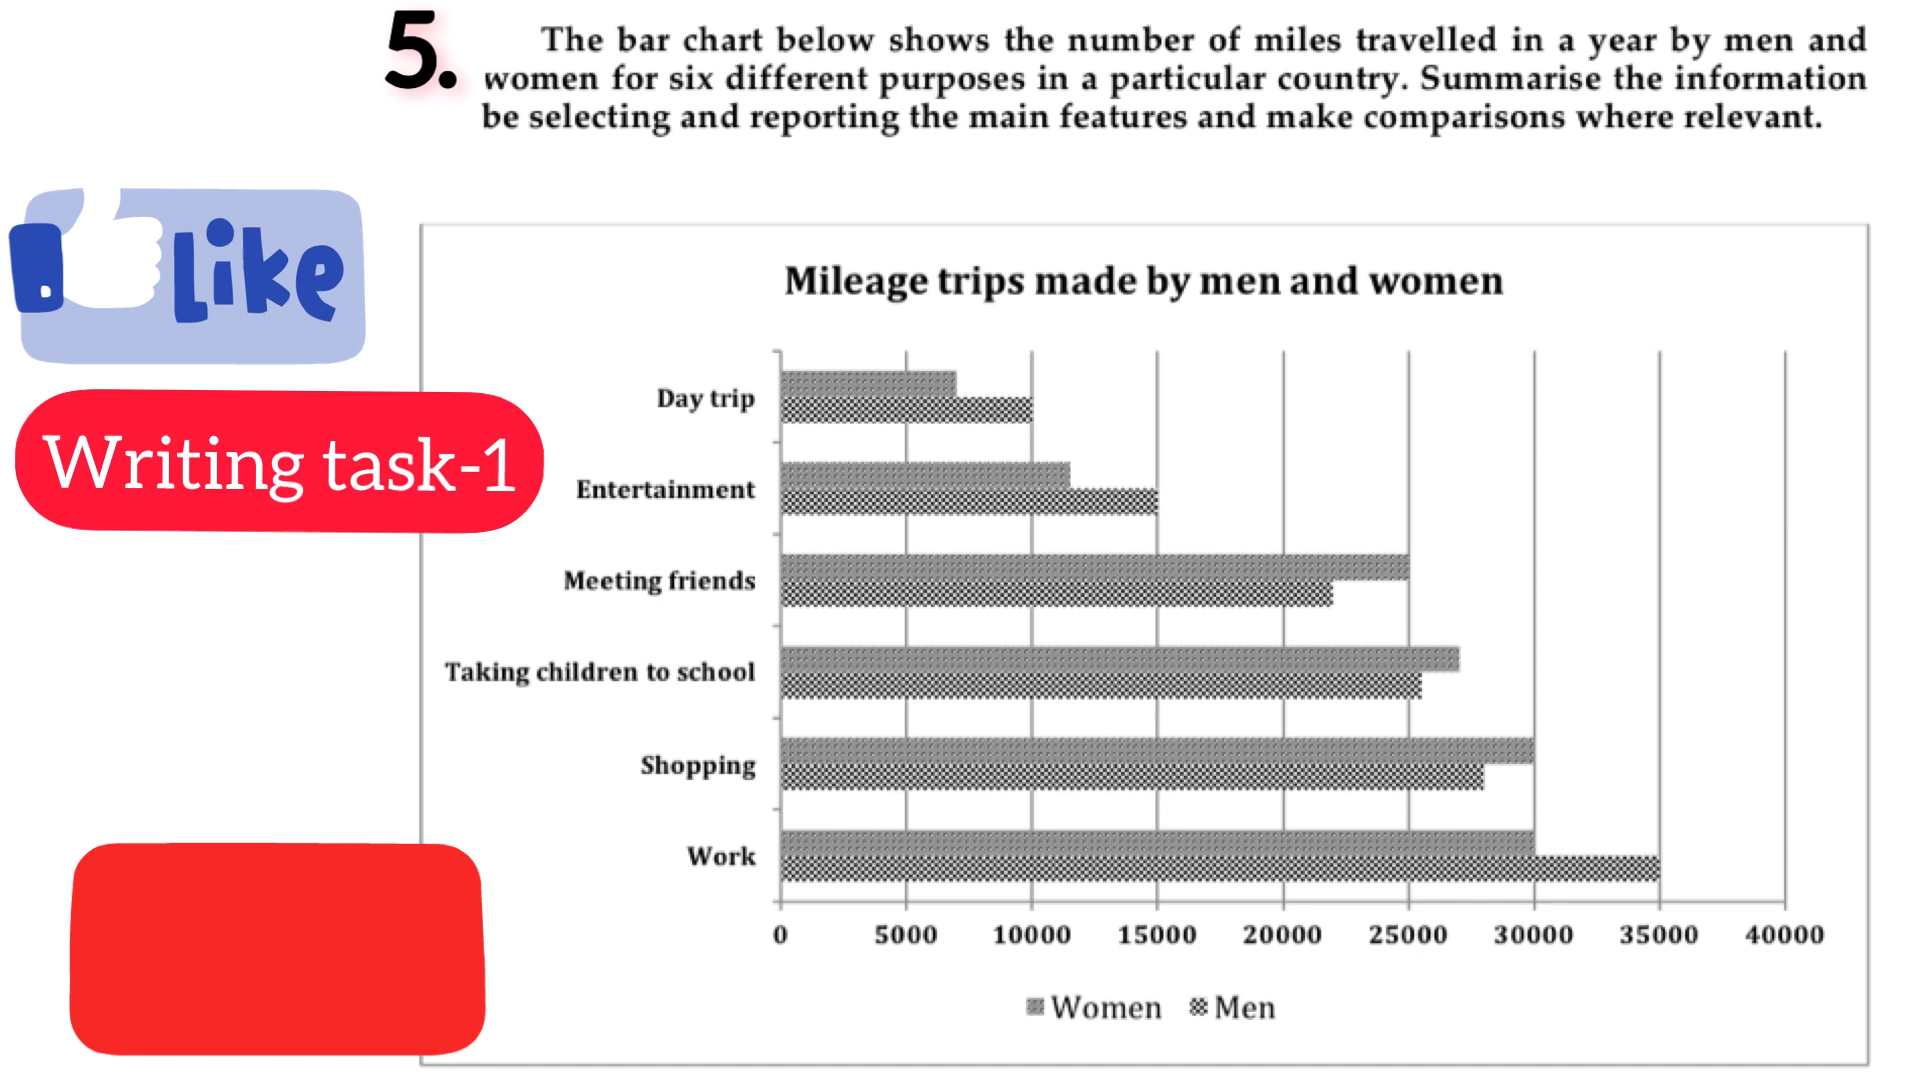 5.
The bar chart below shows the number of miles travelled in a year by men and
women for six different purposes in a particular country. Summarise the information
be selecting and reporting the main features and make comparisons where relevant.
Like
Writing task-1
Mileage trips made by men and women
Day trip
Entertainment
Meeting friends
Taking children to school
Shopping
Work
0 5000 10000 15000 20000 25000 30000 35000 40000
Women Men